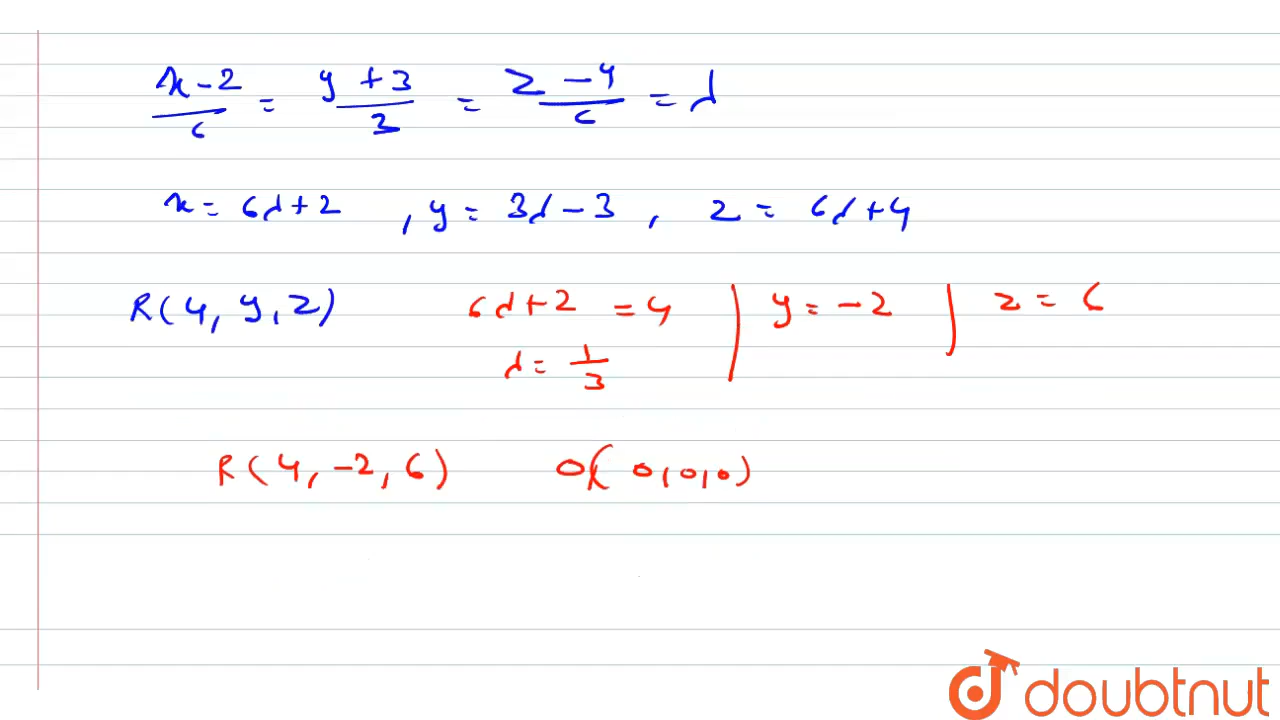 x-2/6 = y+3/3 = z-4/6 = λ
x = 6λ+2 , y = 3λ-3 , z = 6λ+4
R(4, y, z) 6λ+2 = 4 | y = -2 | z = 6
λ = 1/3
R(4, -2, 6) O(0,0,0)
doubtnut